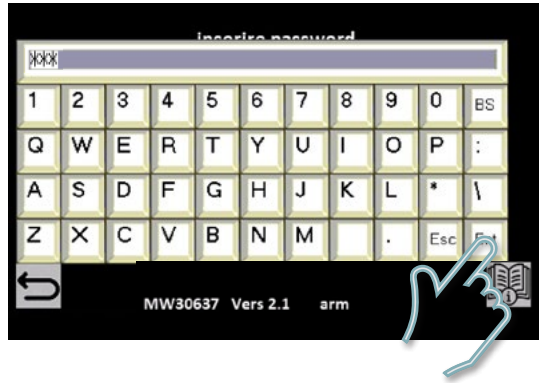 inserire password
***
1 2 3 4 5 6 7 8 9 0 BS
Q W E R T Y U I O P :
A S D F G H J K L * \
Z X C V B N M . Esc Ent
MW30637 Vers 2.1 arm